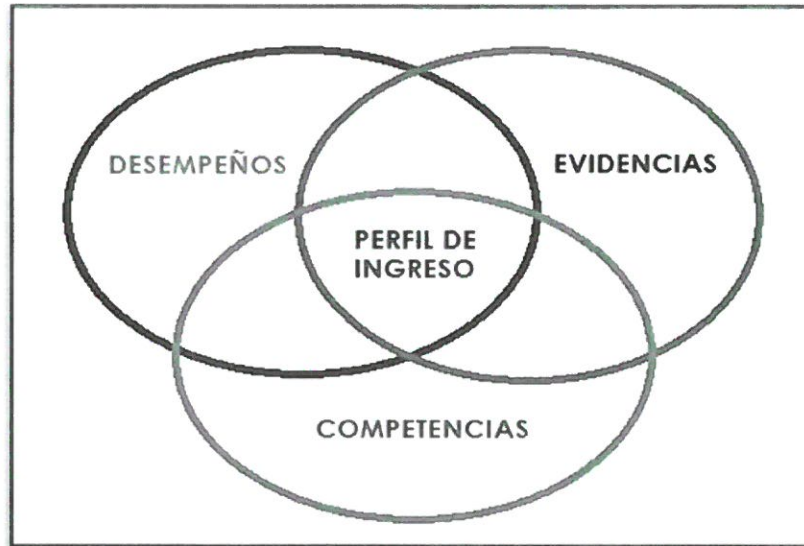 DESEMPEÑOS
EVIDENCIAS
PERFIL DE
INGRESO
COMPETENCIAS